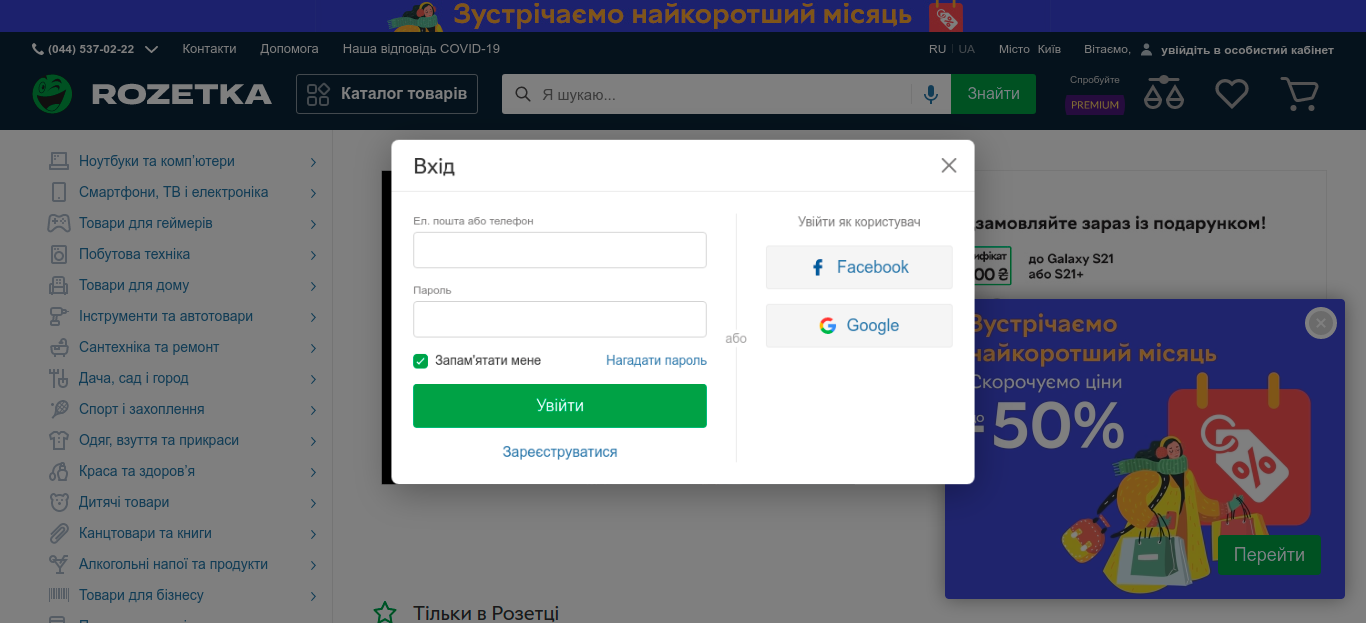 Зустрічаємо найкоротший місяць
(044) 537-02-22
Контакти
Допомога
Наша відповідь COVID-19
RU | UA
Місто Київ
Вітаємо, увійдіть в особистий кабінет
ROZETKA
Каталог товарів
Я шукаю...
Знайти
Спробуйте
PREMIUM
Ноутбуки та комп'ютери
Смартфони, ТВ і електроніка
Товари для геймерів
Побутова техніка
Товари для дому
Інструменти та автотовари
Сантехніка та ремонт
Дача, сад і город
Спорт і захоплення
Одяг, взуття та прикраси
Краса та здоров'я
Дитячі товари
Канцтовари та книги
Алкогольні напої та продукти
Товари для бізнесу
Вхід
Ел. пошта або телефон
Пароль
Запам'ятати мене
Нагадати пароль
Увійти
Зареєструватися
або
Увійти як користувач
Facebook
Google
замовляйте зараз із подарунком!
до Galaxy S21
або S21+
Зустрічаємо
найкоротший місяць
Скорочуємо ціни
-50%
%
Перейти
Тільки в Розетці